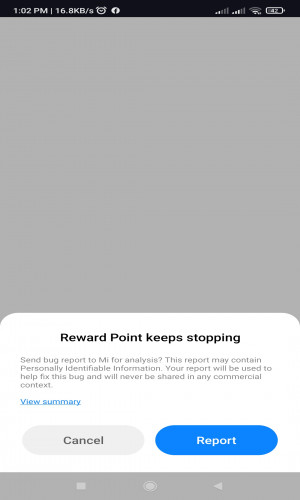 1:02 PM | 16.8KB/s
42
Reward Point keeps stopping
Send bug report to Mi for analysis? This report may contain
Personally Identifiable Information. Your report will be used to
help fix this bug and will never be shared in any commercial
context.
View summary
Cancel
Report